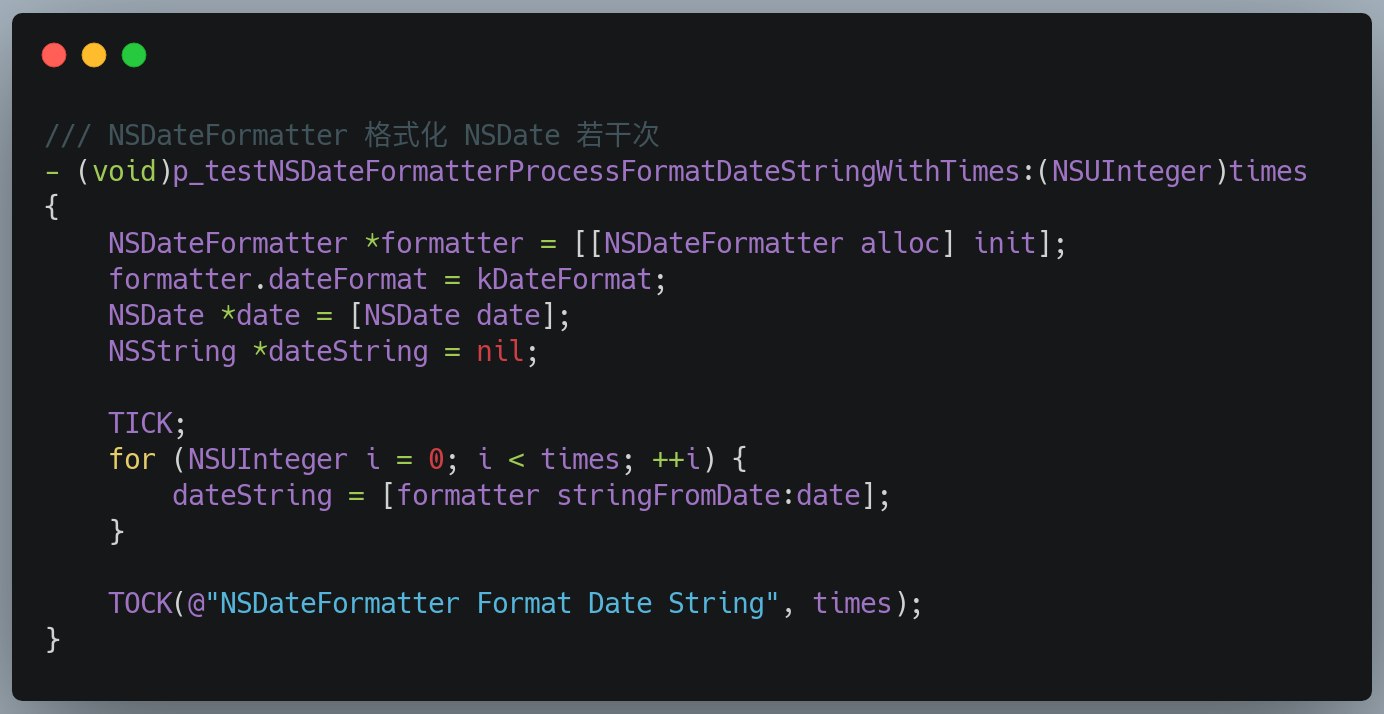 /// NSDateFormatter 格式化 NSDate 若干次
- (void)p_testNSDateFormatterProcessFormatDateStringWithTimes:(NSUInteger)times
{
    NSDateFormatter *formatter = [[NSDateFormatter alloc] init];
    formatter.dateFormat = kDateFormat;
    NSDate *date = [NSDate date];
    NSString *dateString = nil;

    TICK;
    for (NSUInteger i = 0; i < times; ++i) {
        dateString = [formatter stringFromDate:date];
    }

    TOCK(@"NSDateFormatter Format Date String", times);
}